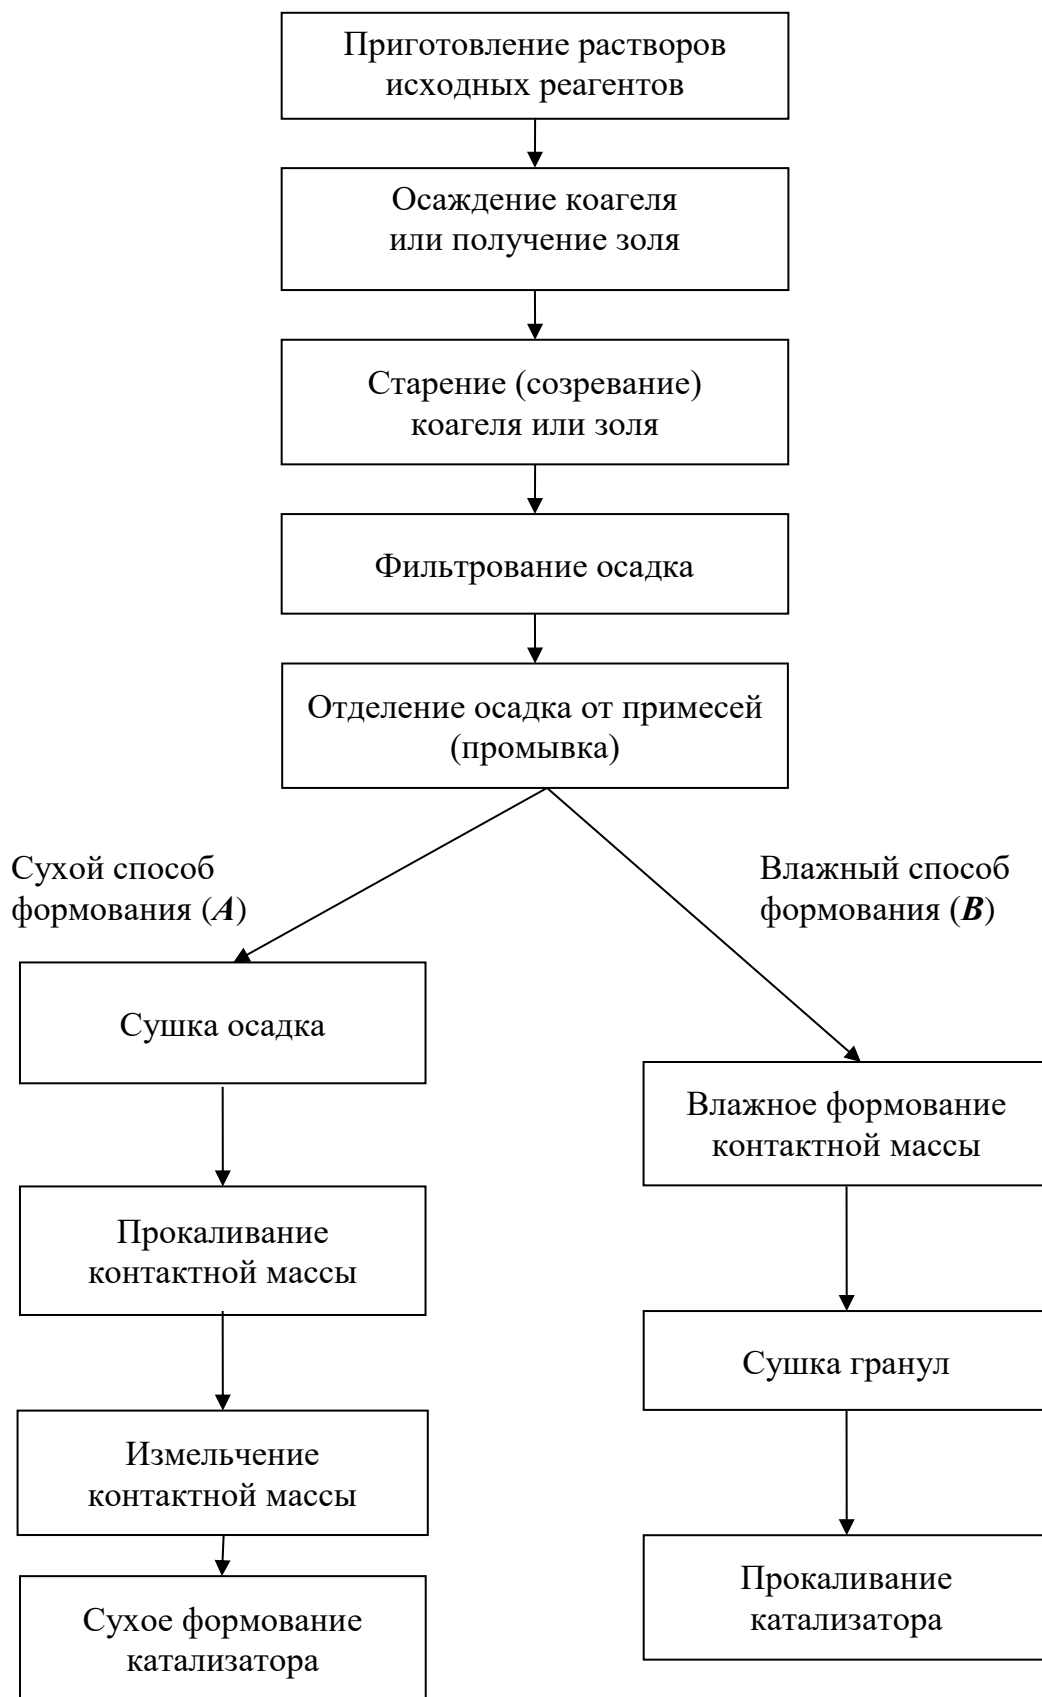 Приготовление растворов
исходных реагентов
Осаждение коагеля
или получение золя
Старение (созревание)
коагеля или золя
Фильтрование осадка
Отделение осадка от примесей
(промывка)
Сухой способ
формования (A)
Влажный способ
формования (B)
Сушка осадка
Влажное формование
контактной массы
Прокаливание
контактной массы
Сушка гранул
Измельчение
контактной массы
Прокаливание
катализатора
Сухое формование
катализатора